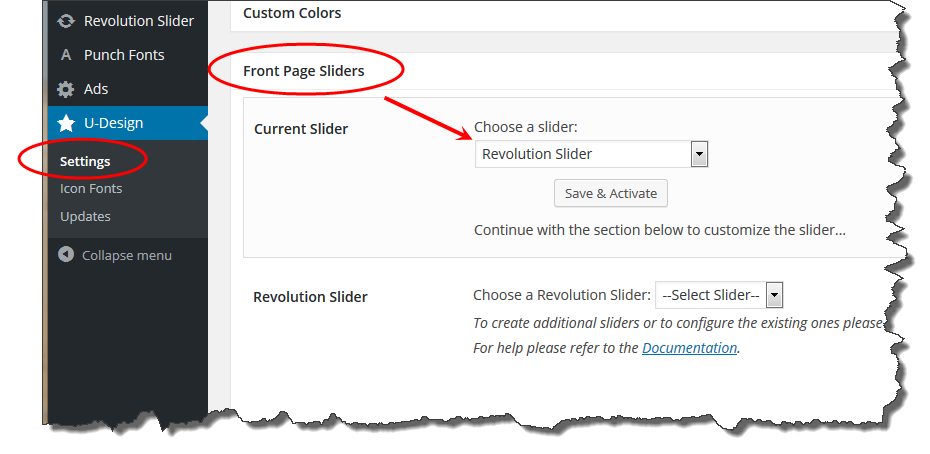 Revolution Slider
Punch Fonts
Ads
U-Design
Settings
Icon Fonts
Updates
Collapse menu
Custom Colors
Front Page Sliders
Current Slider
Choose a slider:
Revolution Slider
Save & Activate
Continue with the section below to customize the slider...
Revolution Slider
Choose a Revolution Slider: --Select Slider--
To create additional sliders or to configure the existing ones please
For help please refer to the Documentation.